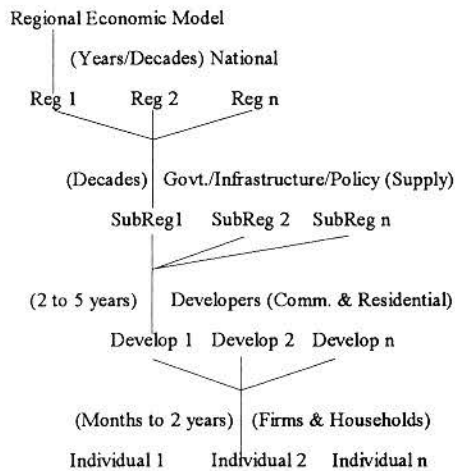 Regional Economic Model
(Years/Decades) National
Reg 1 Reg 2 Reg n
(Decades) Govt./Infrastructure/Policy (Supply)
SubReg1 SubReg 2 SubReg n
(2 to 5 years) Developers (Comm. & Residential)
Develop 1 Develop 2 Develop n
(Months to 2 years) (Firms & Households)
Individual 1 Individual 2 Individual n